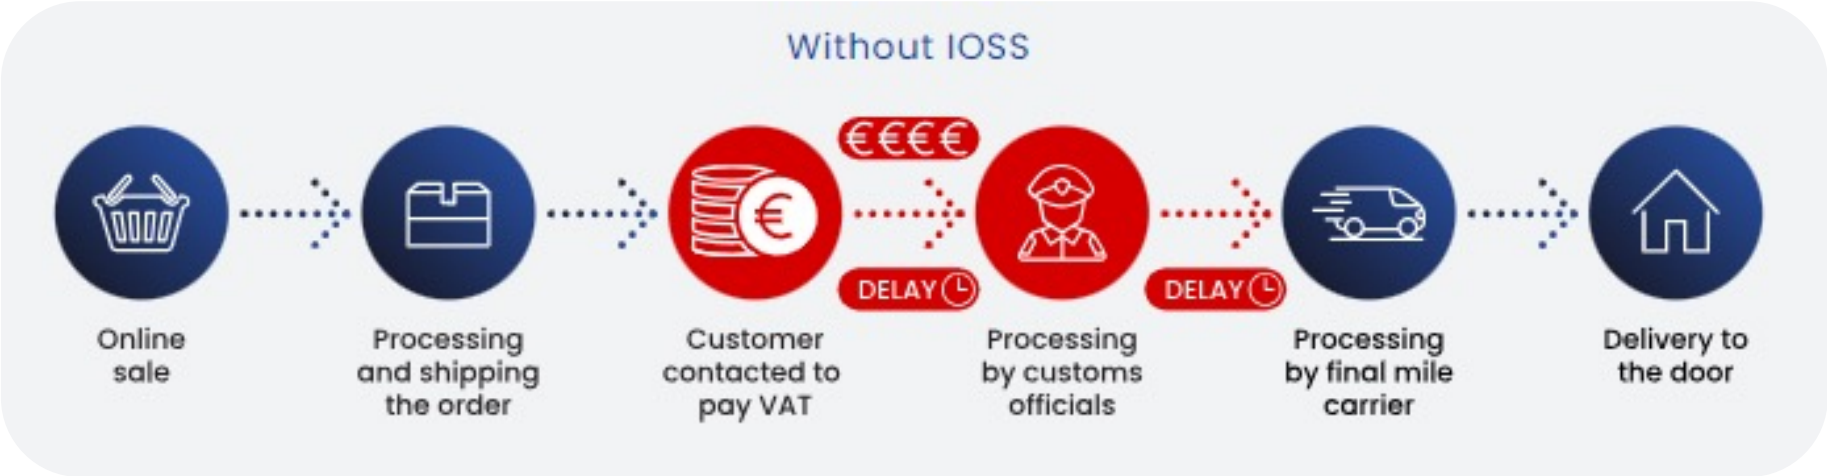 Without IOSS
€€€€
€
DELAY
DELAY
Online
sale
Processing
and shipping
the order
Customer
contacted to
pay VAT
Processing
by customs
officials
Processing
by final mile
carrier
Delivery to
the door